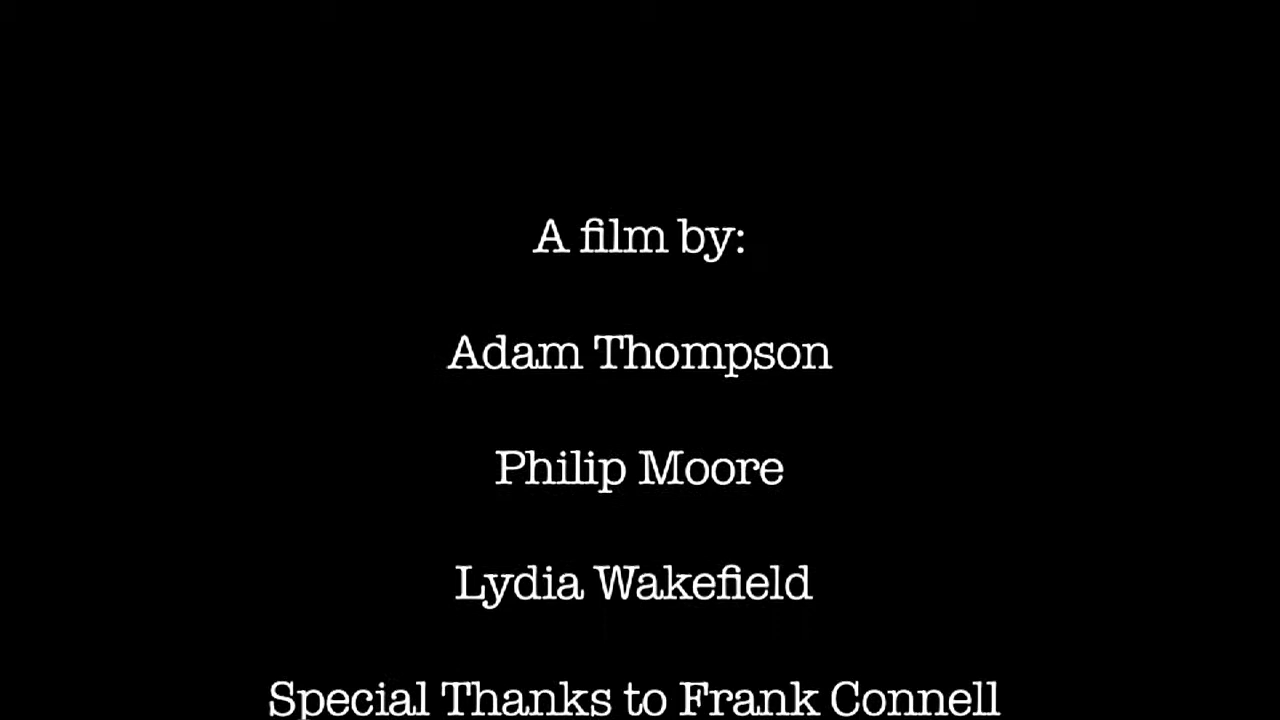 A film by:
Adam Thompson
Philip Moore
Lydia Wakefield
Special Thanks to Frank Connell